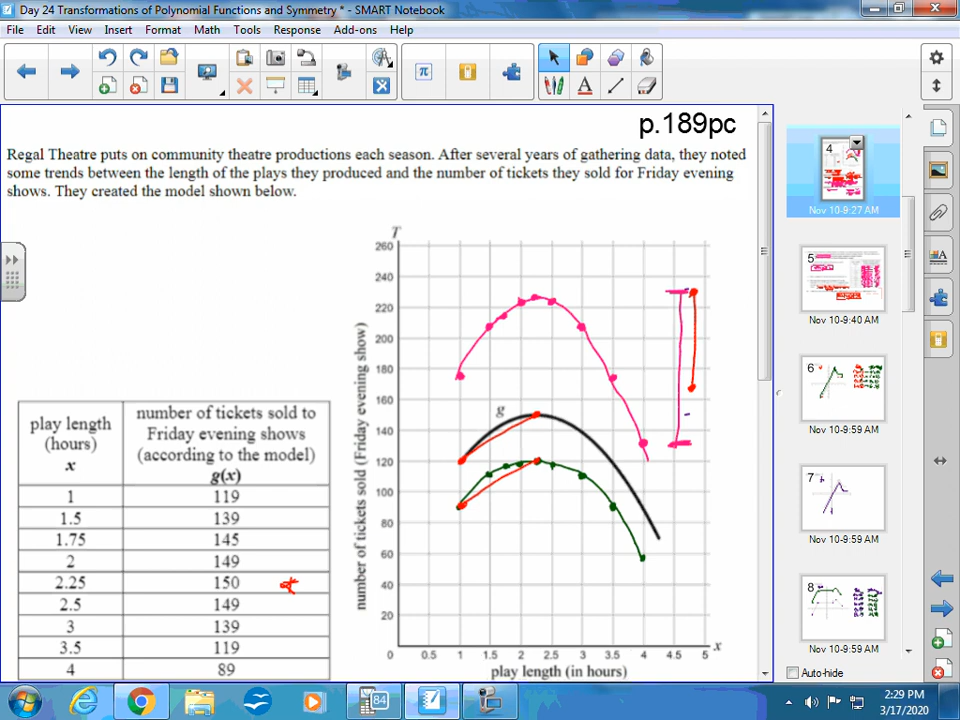 Day 24 Transformations of Polynomial Functions and Symmetry * - SMART Notebook
File Edit View Insert Format Math Tools Response Add-ons Help
π
A
p.189pc
Regal Theatre puts on community theatre productions each season. After several years of gathering data, they noted
some trends between the length of the plays they produced and the number of tickets they sold for Friday evening
shows. They created the model shown below.
play length
(hours)
x
number of tickets sold to
Friday evening shows
(according to the model)
g(x)
1 119
1.5 139
1.75 145
2 149
2.25 150
2.5 149
3 139
3.5 119
4 89
T
260
240
220
200
180
160
140
120
100
80
60
40
20
0 0.5 1 1.5 2 2.5 3 3.5 4 4.5 5 x
g
number of tickets sold (Friday evening show)
play length (in hours)
4
Nov 10-9:27 AM
5
Nov 10-9:40 AM
6
Nov 10-9:59 AM
7
Nov 10-9:59 AM
8
Nov 10-9:59 AM
Auto-hide
84
2:29 PM
3/17/2020